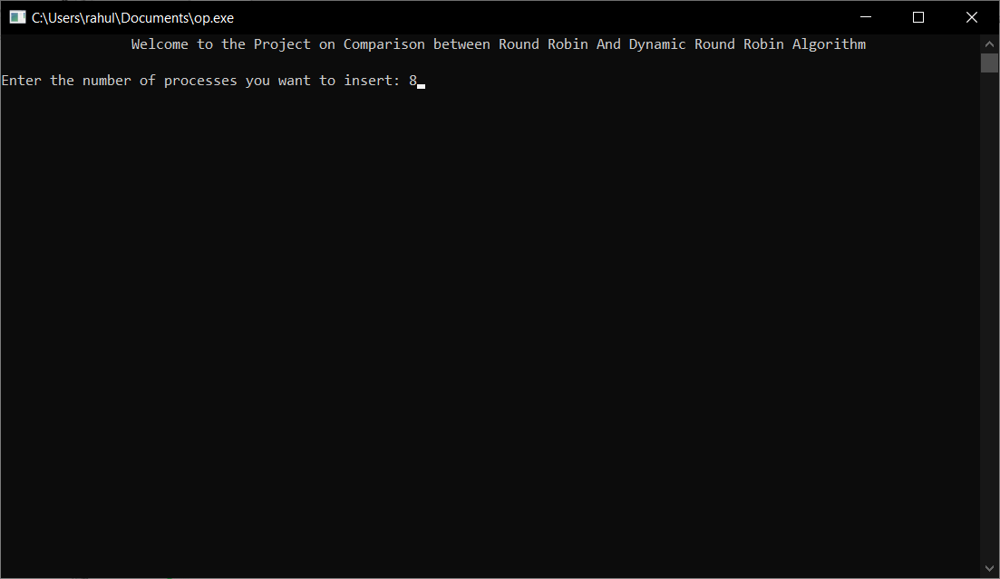 C:\Users\rahul\Documents\op.exe
Welcome to the Project on Comparison between Round Robin And Dynamic Round Robin Algorithm
Enter the number of processes you want to insert: 8